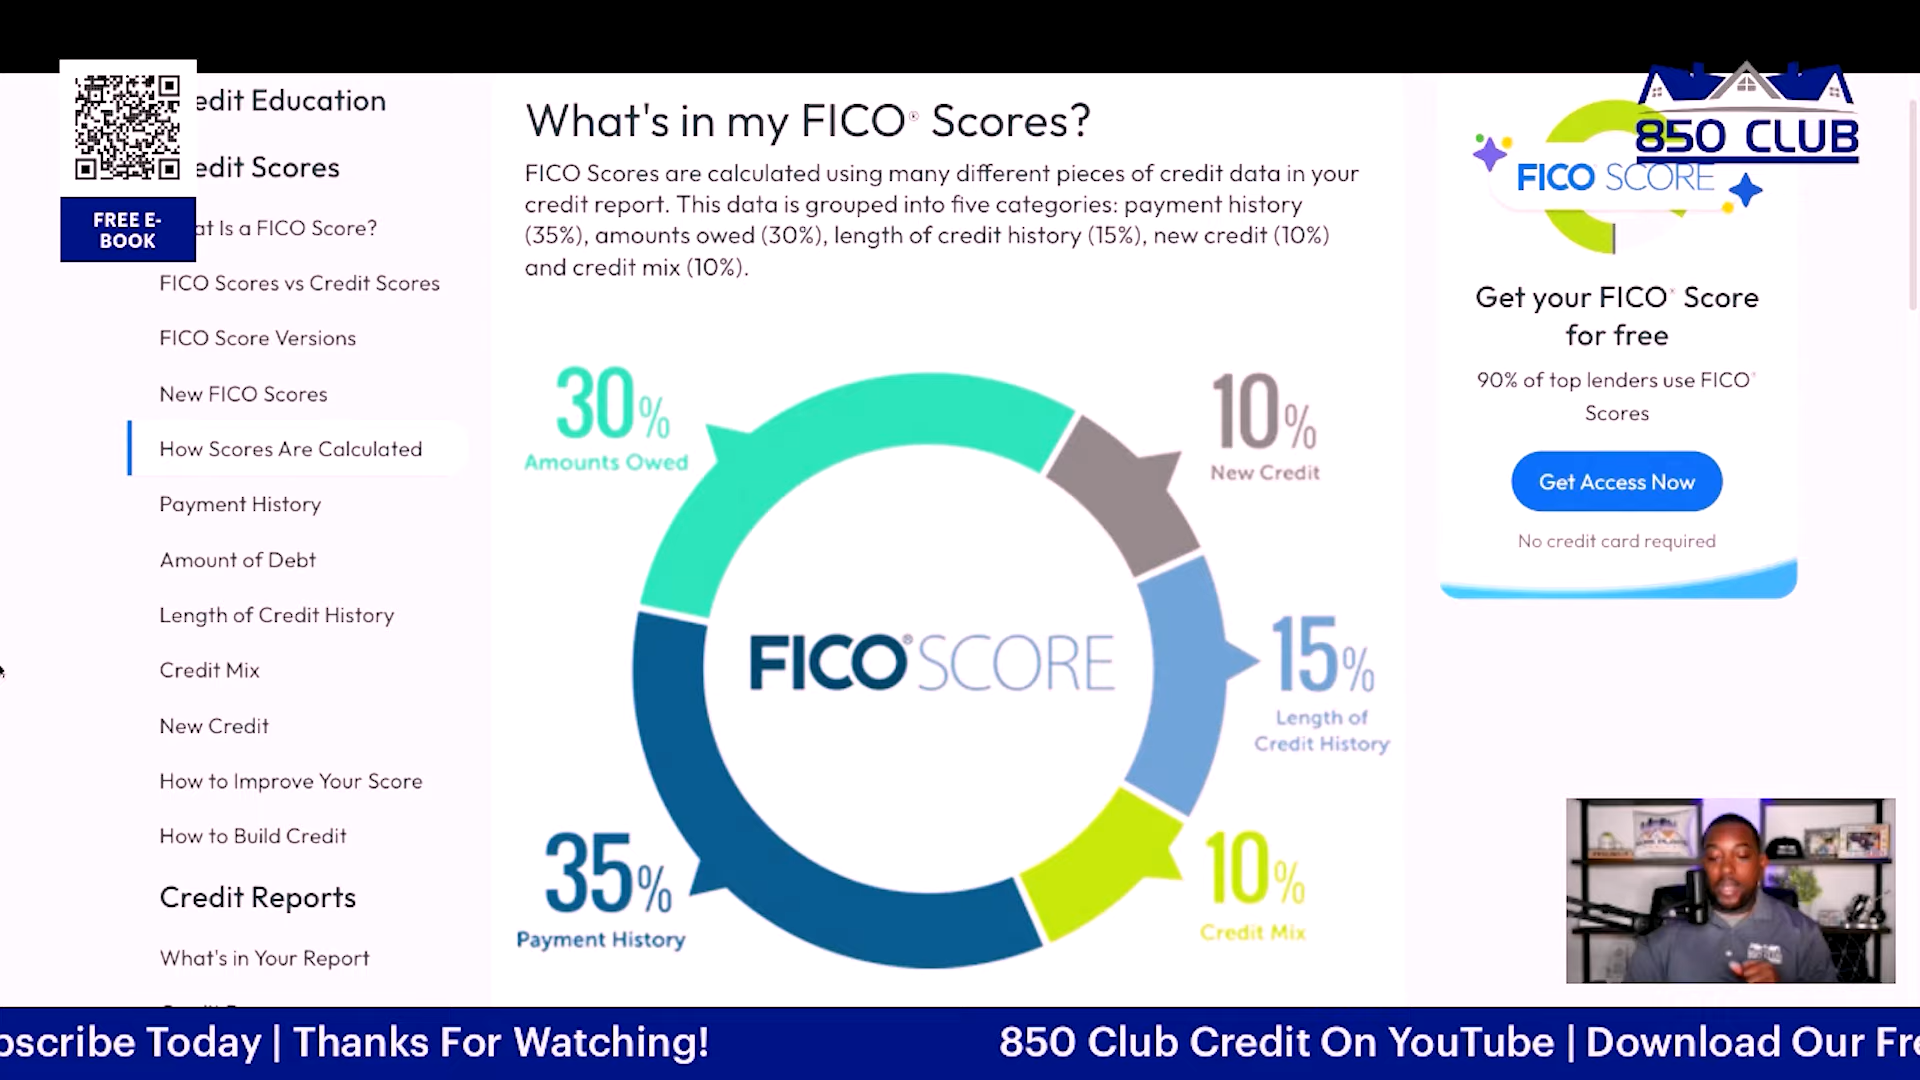 FREE E-
BOOK
edit Education
edit Scores
at Is a FICO Score?
FICO Scores vs Credit Scores
FICO Score Versions
New FICO Scores
How Scores Are Calculated
Payment History
Amount of Debt
Length of Credit History
Credit Mix
New Credit
How to Improve Your Score
How to Build Credit
Credit Reports
What's in Your Report
What's in my FICO® Scores?
FICO Scores are calculated using many different pieces of credit data in your
credit report. This data is grouped into five categories: payment history
(35%), amounts owed (30%), length of credit history (15%), new credit (10%)
and credit mix (10%).
30%
Amounts Owed
10%
New Credit
15%
Length of
Credit History
10%
Credit Mix
35%
Payment History
FICO® SCORE
850 CLUB
FICO SCORE
Get your FICO® Score
for free
90% of top lenders use FICO®
Scores
Get Access Now
No credit card required
bscribe Today | Thanks For Watching!
850 Club Credit On YouTube | Download Our Fre